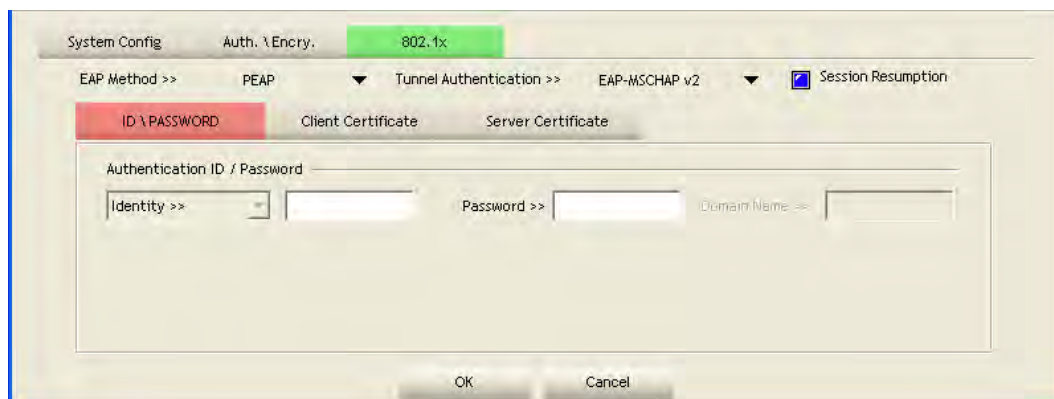 System Config Auth. \ Encry. 802.1x
EAP Method >> PEAP Tunnel Authentication >> EAP-MSCHAP v2 Session Resumption
ID \ PASSWORD Client Certificate Server Certificate
Authentication ID / Password
Identity >> Password >> Domain Name >>
OK Cancel